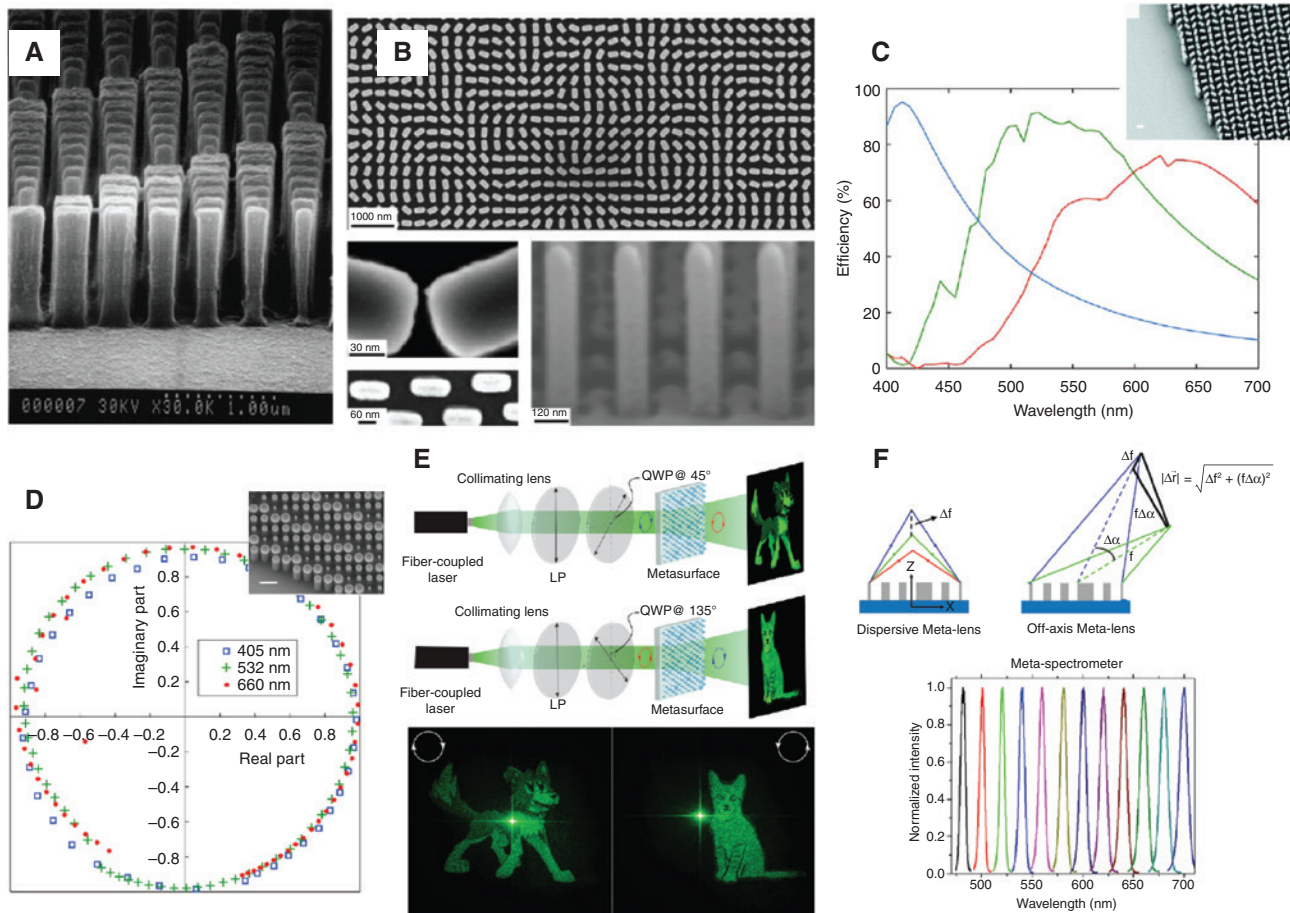 A
000007 30KV X30.0K 1.00um
B
1000 nm
30 nm
60 nm
120 nm
C
Efficiency (%)
100
80
60
40
20
0
400
450
500
550
600
650
700
Wavelength (nm)
D
Imaginary part
0.8
0.6
0.4
0.2
405 nm
532 nm
660 nm
−0.8 −0.6 −0.4 −0.2
0.2 0.4 0.6 0.8
Real part
−0.2
−0.4
−0.6
−0.8
E
Collimating lens
QWP@ 45°
Fiber-coupled
laser
LP
Metasurface
Collimating lens
QWP@ 135°
Fiber-coupled
laser
LP
Metasurface
F
Δf
Δf
|Δr⃗| = √Δf² + (fΔα)²
fΔα
Δα
f
Z
X
Dispersive Meta-lens
Off-axis Meta-lens
Meta-spectrometer
Normalized intensity
1.0
0.8
0.6
0.4
0.2
0.0
500
550
600
650
700
Wavelength (nm)